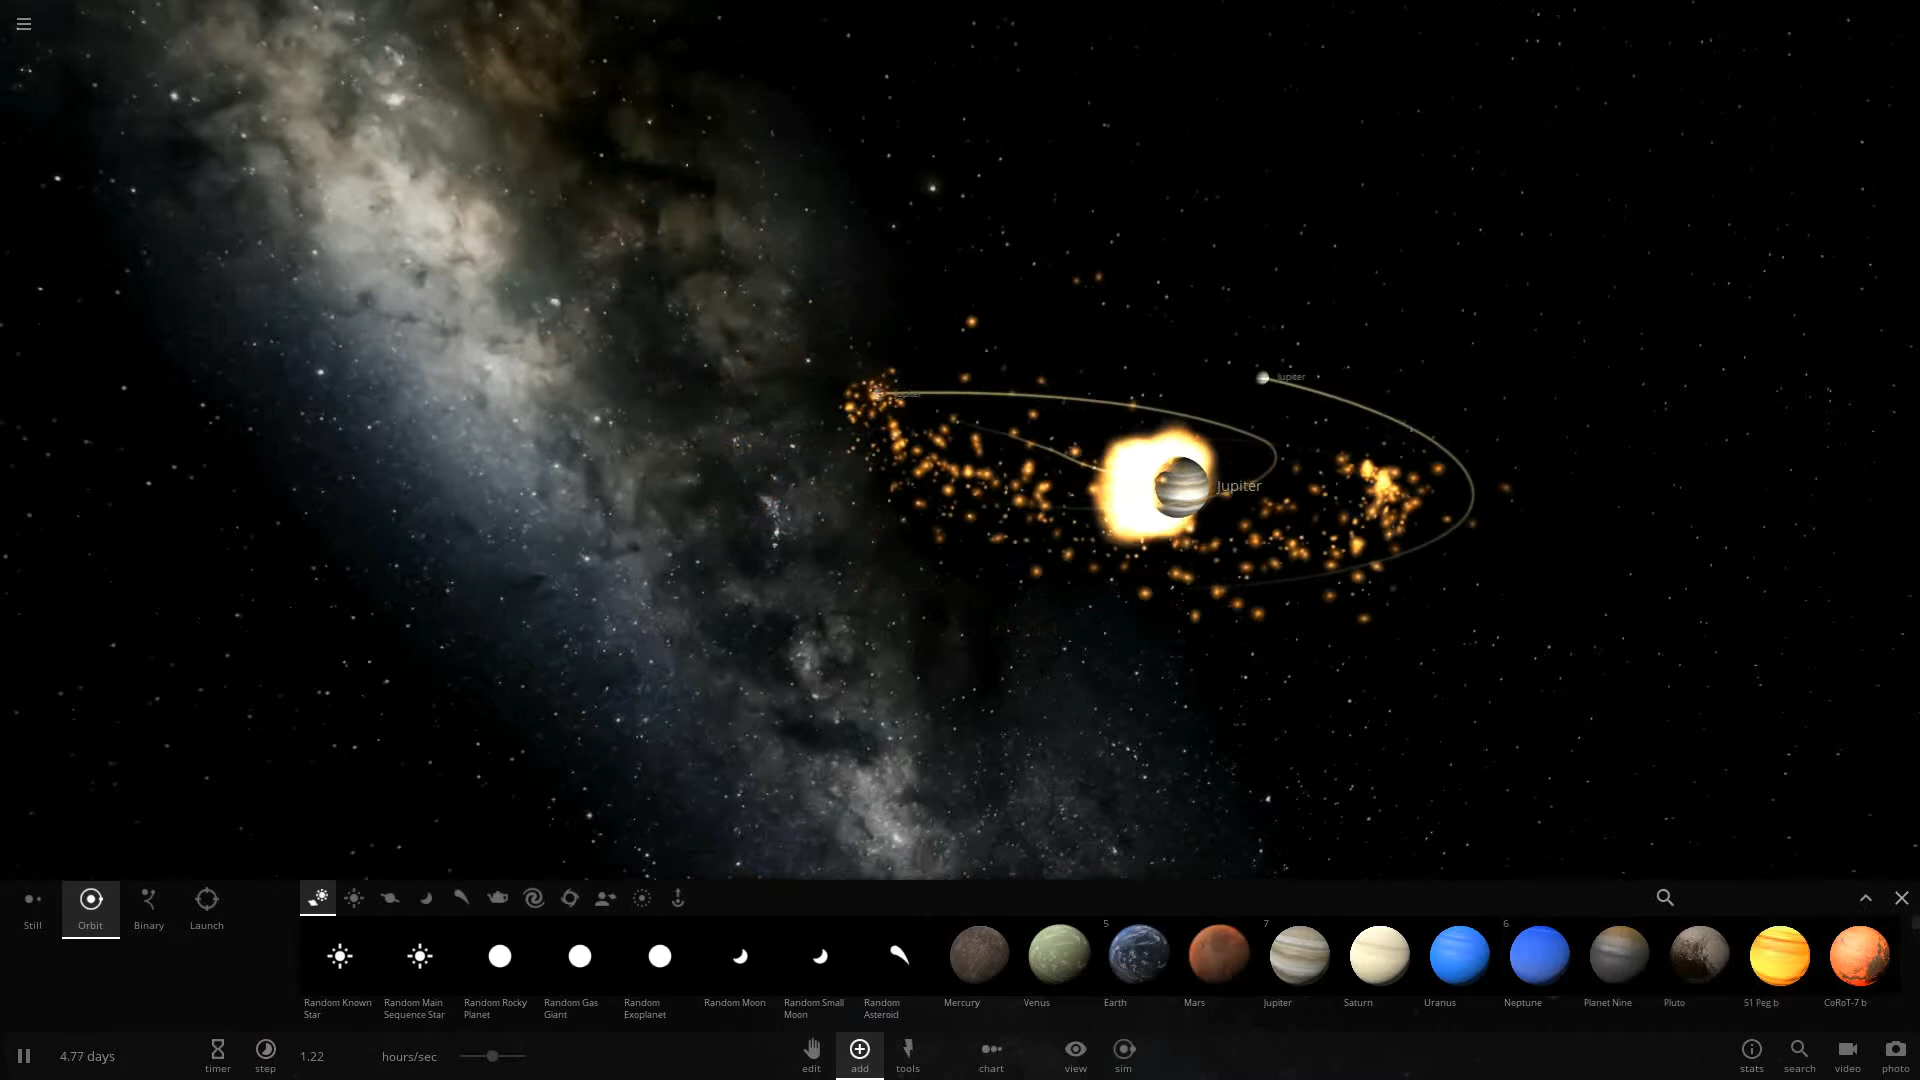 Jupiter
Jupiter
Jupiter
Still
Orbit
Binary
Launch
5
7
6
Random Known
Star
Random Main
Sequence Star
Random Rocky
Planet
Random Gas
Giant
Random
Exoplanet
Random Moon
Random Small
Moon
Random
Asteroid
Mercury
Venus
Earth
Mars
Jupiter
Saturn
Uranus
Neptune
Planet Nine
Pluto
51 Peg b
CoRoT-7 b
4.77 days
timer
step
1.22
hours/sec
edit
add
tools
chart
view
sim
stats
search
video
photo